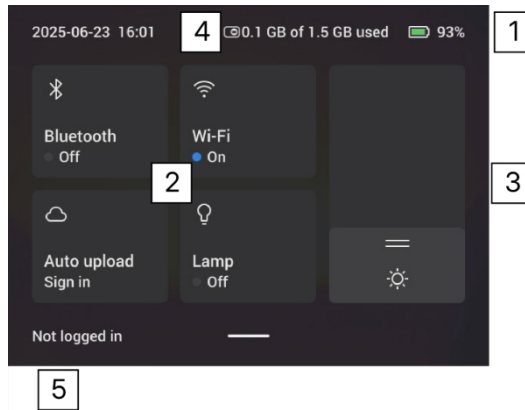 2025-06-23 16:01 4 0.1 GB of 1.5 GB used 93% 1
Bluetooth
Off
Wi-Fi
On
2
3
Auto upload
Sign in
Lamp
Off
Not logged in
5